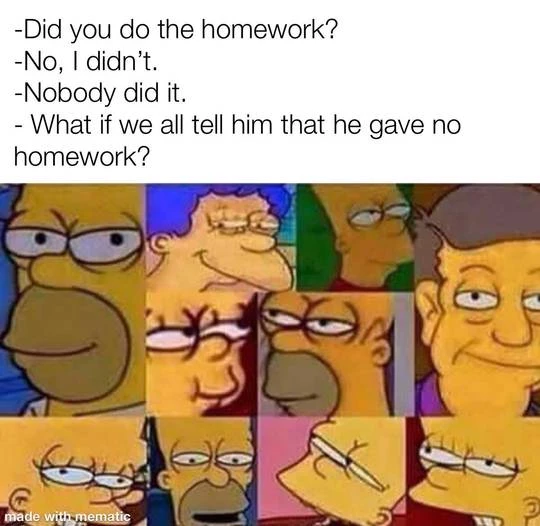 -Did you do the homework?
-No, I didn’t.
-Nobody did it.
- What if we all tell him that he gave no
homework?
made with mematic